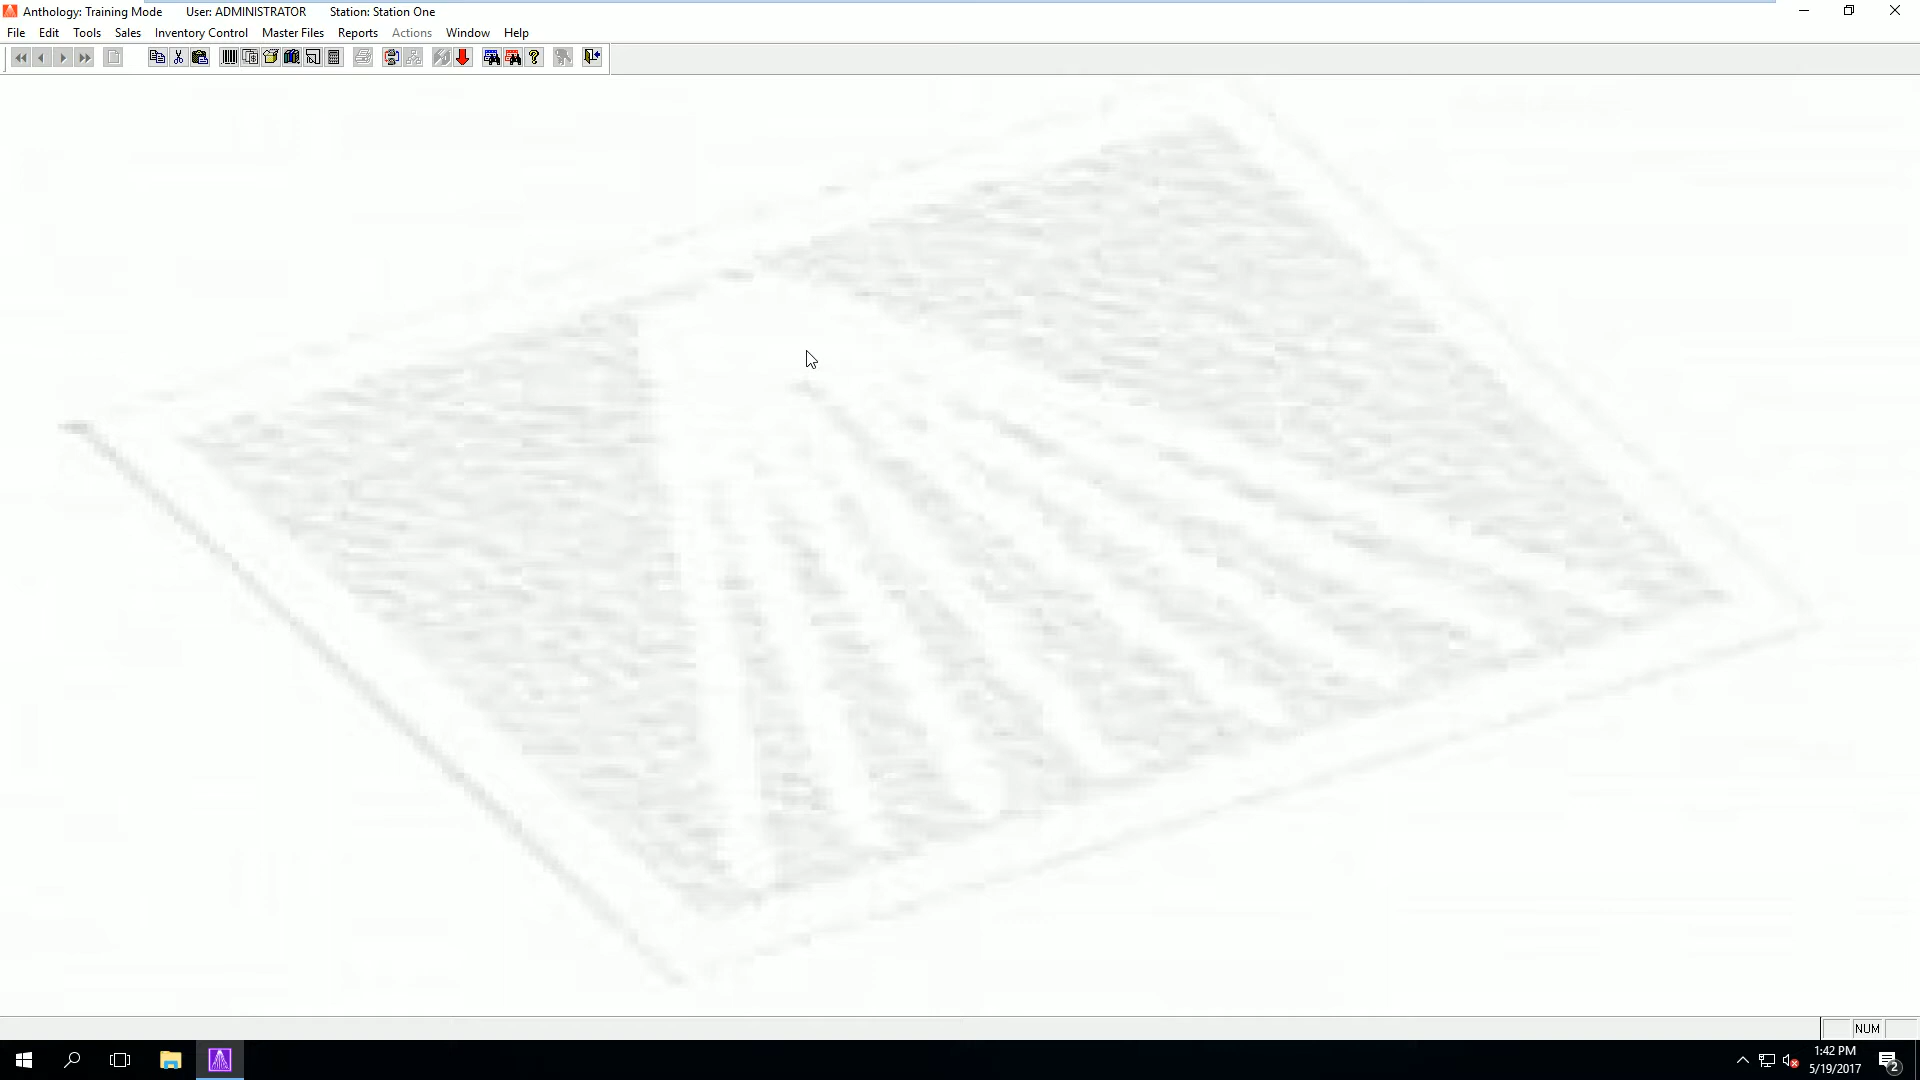 Anthology: Training Mode User: ADMINISTRATOR Station: Station One
File Edit Tools Sales Inventory Control Master Files Reports Actions Window Help
NUM
1:42 PM
5/19/2017
2